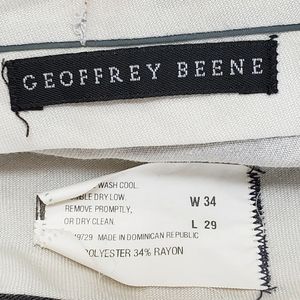 GEOFFREY BEENE
WASH COOL.
TUMBLE DRY LOW. W 34
REMOVE PROMPTLY,
OR DRY CLEAN. L 29
MADE IN DOMINICAN REPUBLIC
POLYESTER 34% RAYON